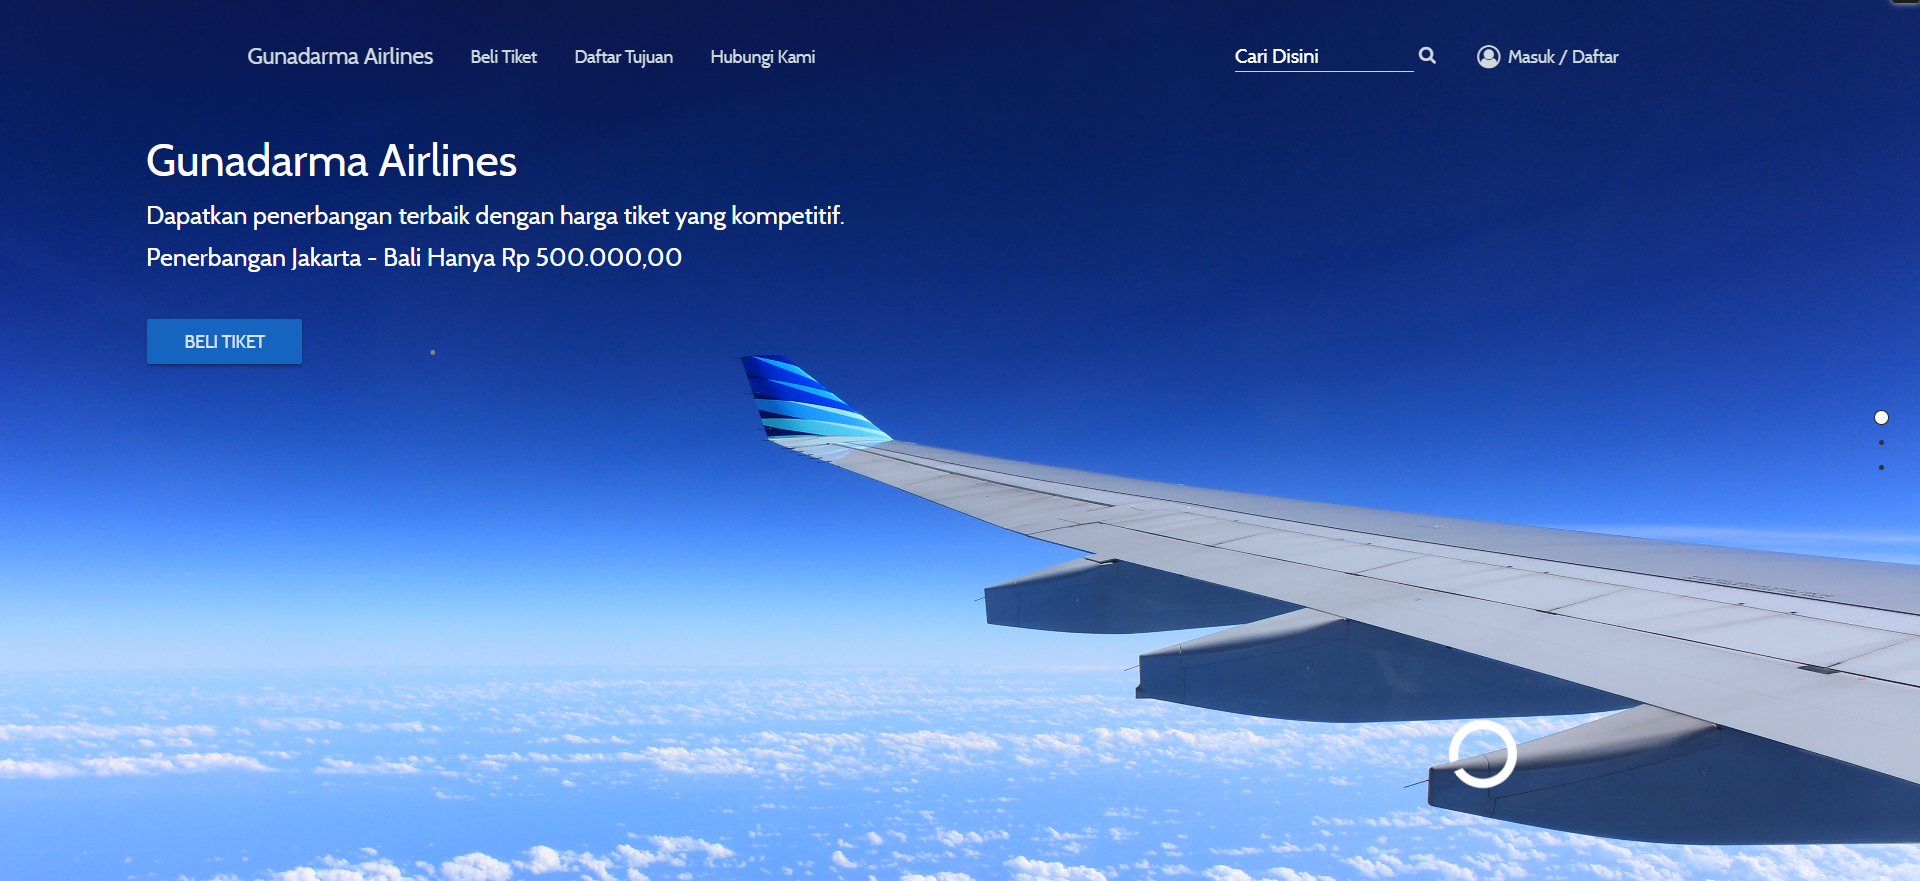 Gunadarma Airlines
Beli Tiket
Daftar Tujuan
Hubungi Kami
Cari Disini
Masuk / Daftar
Gunadarma Airlines
Dapatkan penerbangan terbaik dengan harga tiket yang kompetitif.
Penerbangan Jakarta - Bali Hanya Rp 500.000,00
BELI TIKET